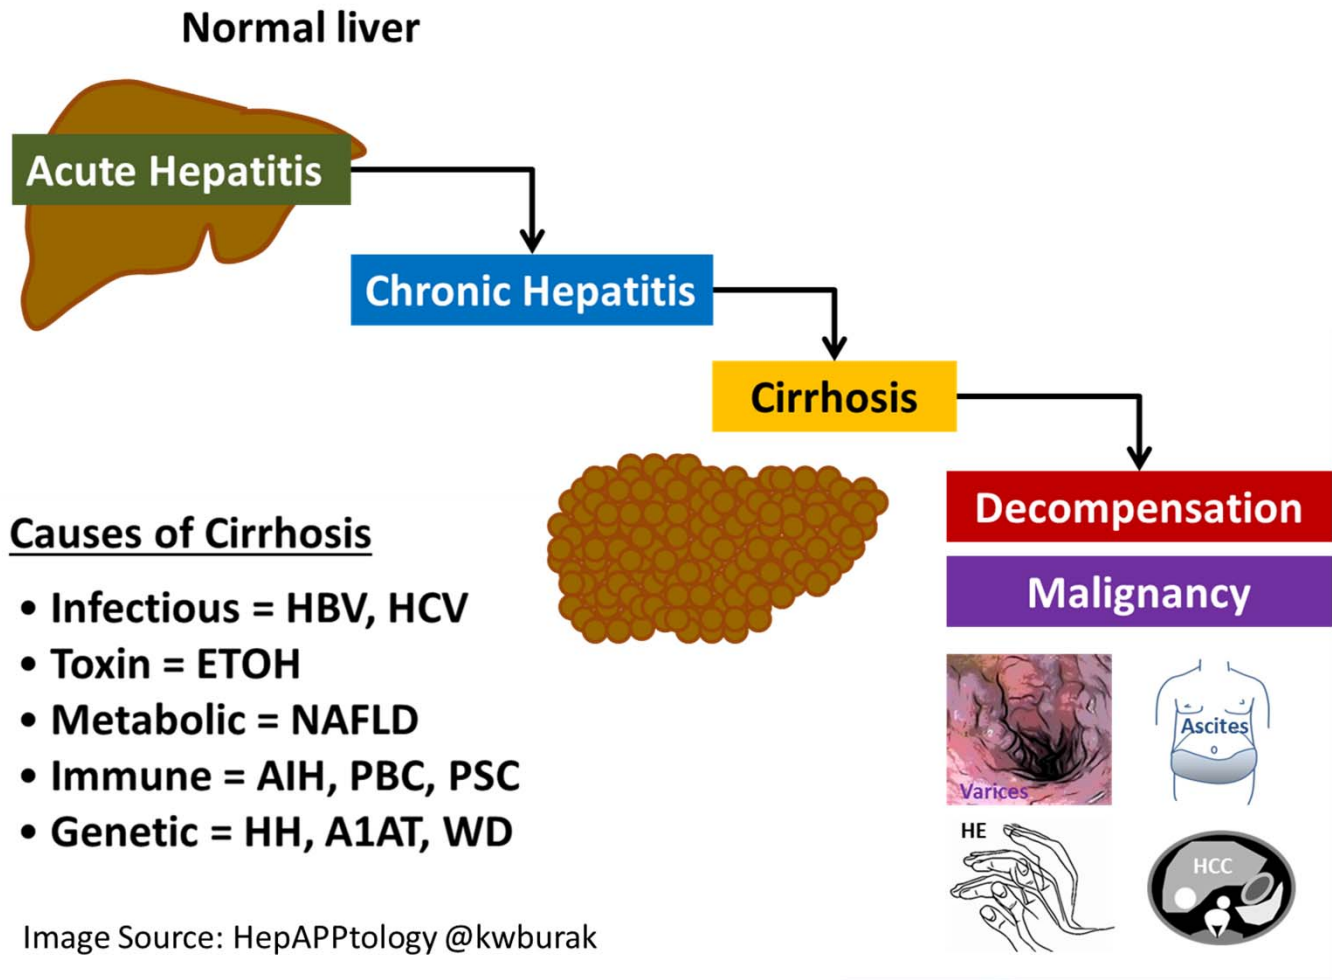 Normal liver
Acute Hepatitis
Chronic Hepatitis
Cirrhosis
Decompensation
Malignancy
Causes of Cirrhosis
• Infectious = HBV, HCV
• Toxin = ETOH
• Metabolic = NAFLD
• Immune = AIH, PBC, PSC
• Genetic = HH, A1AT, WD
Varices
Ascites
HE
HCC
Image Source: HepAPPtology @kwburak